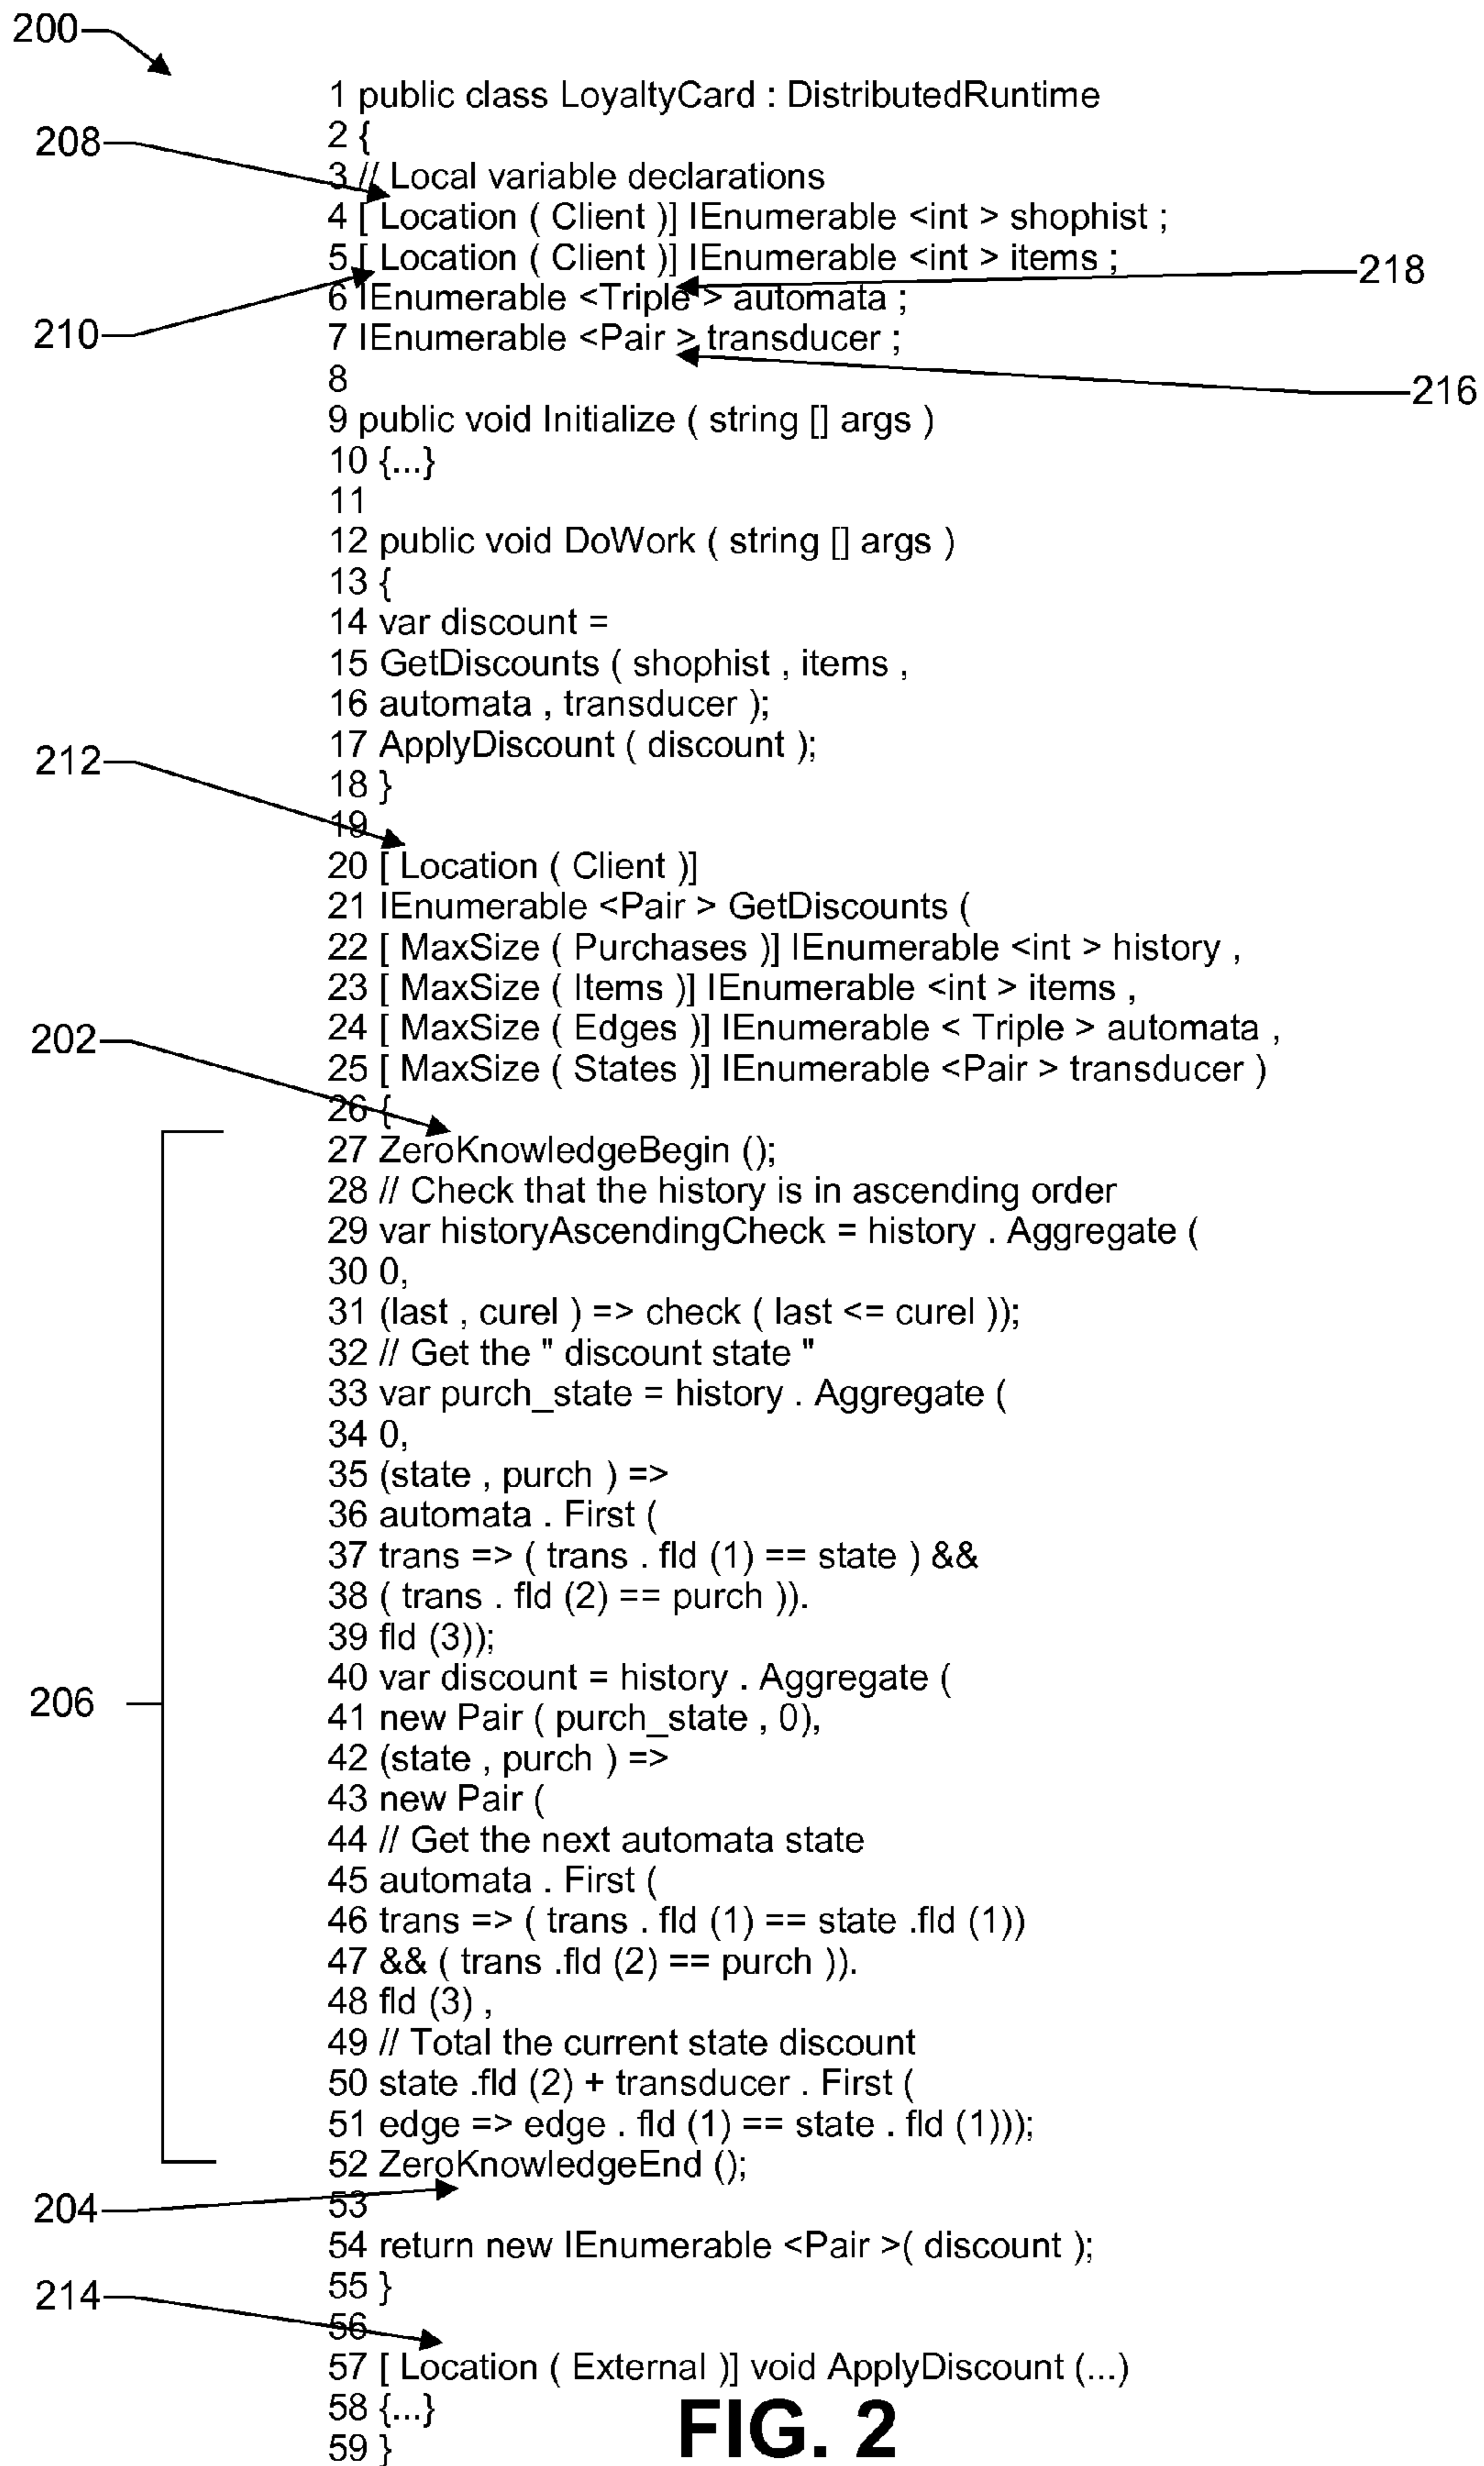 200
1 public class LoyaltyCard : DistributedRuntime
2 {
208
3 // Local variable declarations
4 [ Location ( Client )] IEnumerable <int > shophist ;
5 [ Location ( Client )] IEnumerable <int > items ;
218
6 IEnumerable <Triple > automata ;
210
7 IEnumerable <Pair > transducer ;
8
216
9 public void Initialize ( string [] args )
10 {...}
11
12 public void DoWork ( string [] args )
13 {
14 var discount =
15 GetDiscounts ( shophist , items ,
16 automata , transducer );
17 ApplyDiscount ( discount );
212
18 }
19
20 [ Location ( Client )]
21 IEnumerable <Pair > GetDiscounts (
22 [ MaxSize ( Purchases )] IEnumerable <int > history ,
23 [ MaxSize ( Items )] IEnumerable <int > items ,
24 [ MaxSize ( Edges )] IEnumerable < Triple > automata ,
202
25 [ MaxSize ( States )] IEnumerable <Pair > transducer )
26 {
27 ZeroKnowledgeBegin ();
28 // Check that the history is in ascending order
29 var historyAscendingCheck = history . Aggregate (
30 0,
31 (last , curel ) => check ( last <= curel ));
32 // Get the " discount state "
33 var purch_state = history . Aggregate (
34 0,
35 (state , purch ) =>
36 automata . First (
37 trans => ( trans . fld (1) == state ) &&
38 ( trans . fld (2) == purch )).
39 fld (3));
40 var discount = history . Aggregate (
206
41 new Pair ( purch_state , 0),
42 (state , purch ) =>
43 new Pair (
44 // Get the next automata state
45 automata . First (
46 trans => ( trans . fld (1) == state .fld (1))
47 && ( trans .fld (2) == purch )).
48 fld (3) ,
49 // Total the current state discount
50 state .fld (2) + transducer . First (
51 edge => edge . fld (1) == state . fld (1)));
52 ZeroKnowledgeEnd ();
204
53
54 return new IEnumerable <Pair >( discount );
55 }
214
56
57 [ Location ( External )] void ApplyDiscount (...)
58 {...}
59 }
FIG. 2